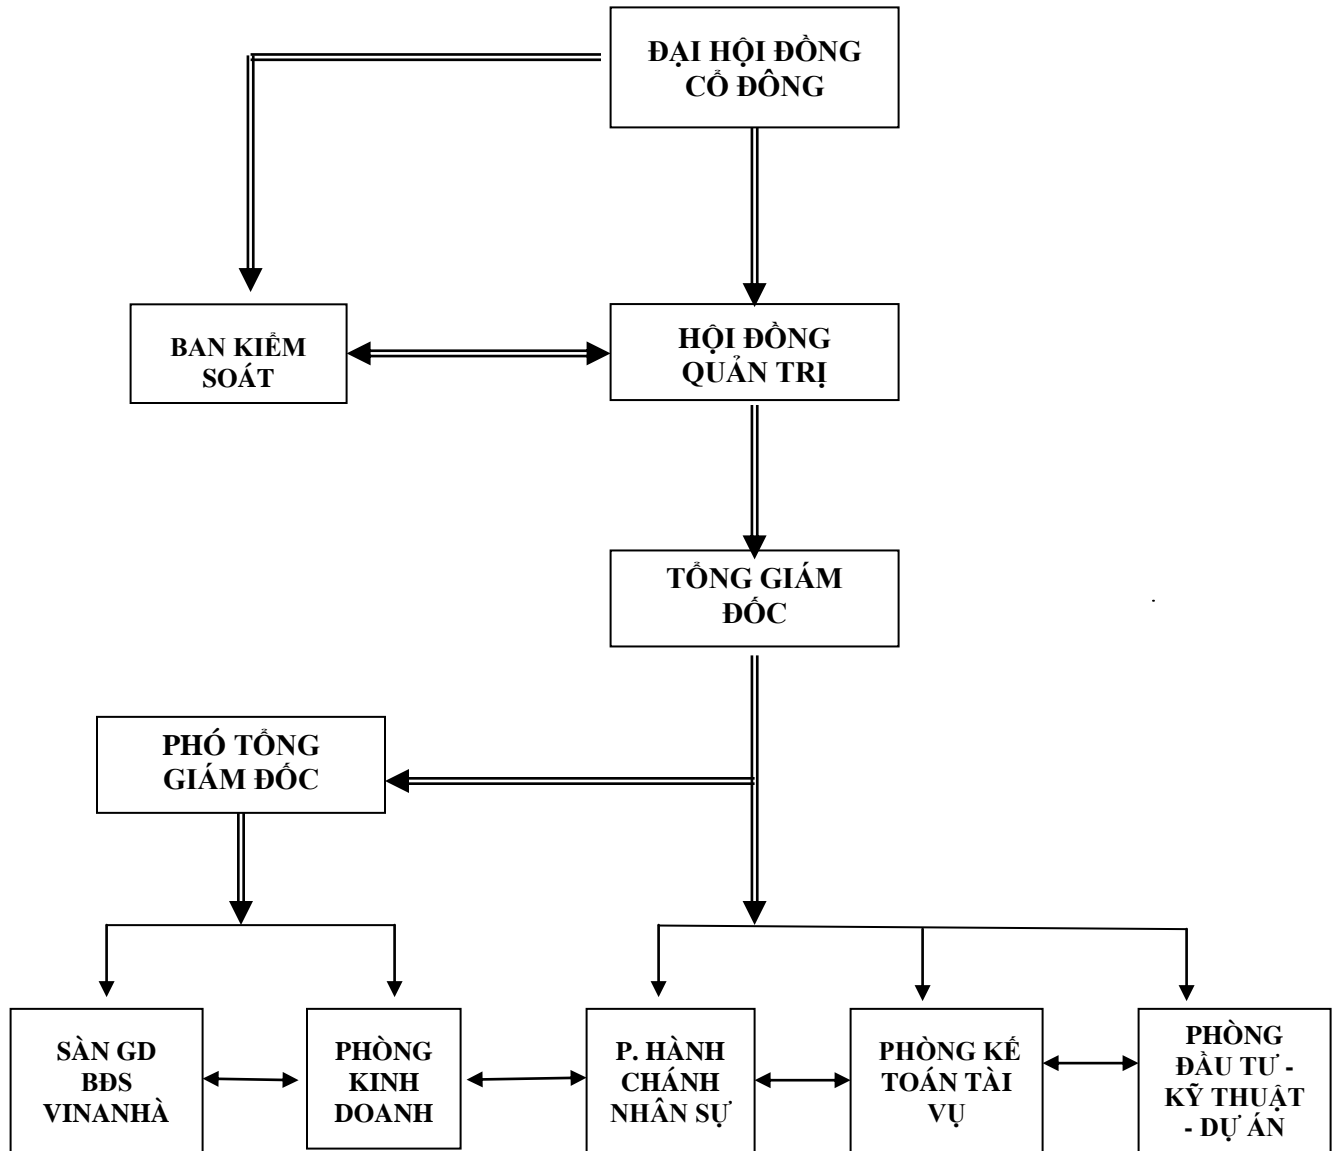 ĐẠI HỘI ĐỒNG
CỔ ĐÔNG
BAN KIỂM
SOÁT
HỘI ĐỒNG
QUẢN TRỊ
TỔNG GIÁM
ĐỐC
PHÓ TỔNG
GIÁM ĐỐC
SÀN GD
BĐS
VINANHÀ
PHÒNG
KINH
DOANH
P. HÀNH
CHÁNH
NHÂN SỰ
PHÒNG KẾ
TOÁN TÀI
VỤ
PHÒNG
ĐẦU TƯ -
KỸ THUẬT
- DỰ ÁN